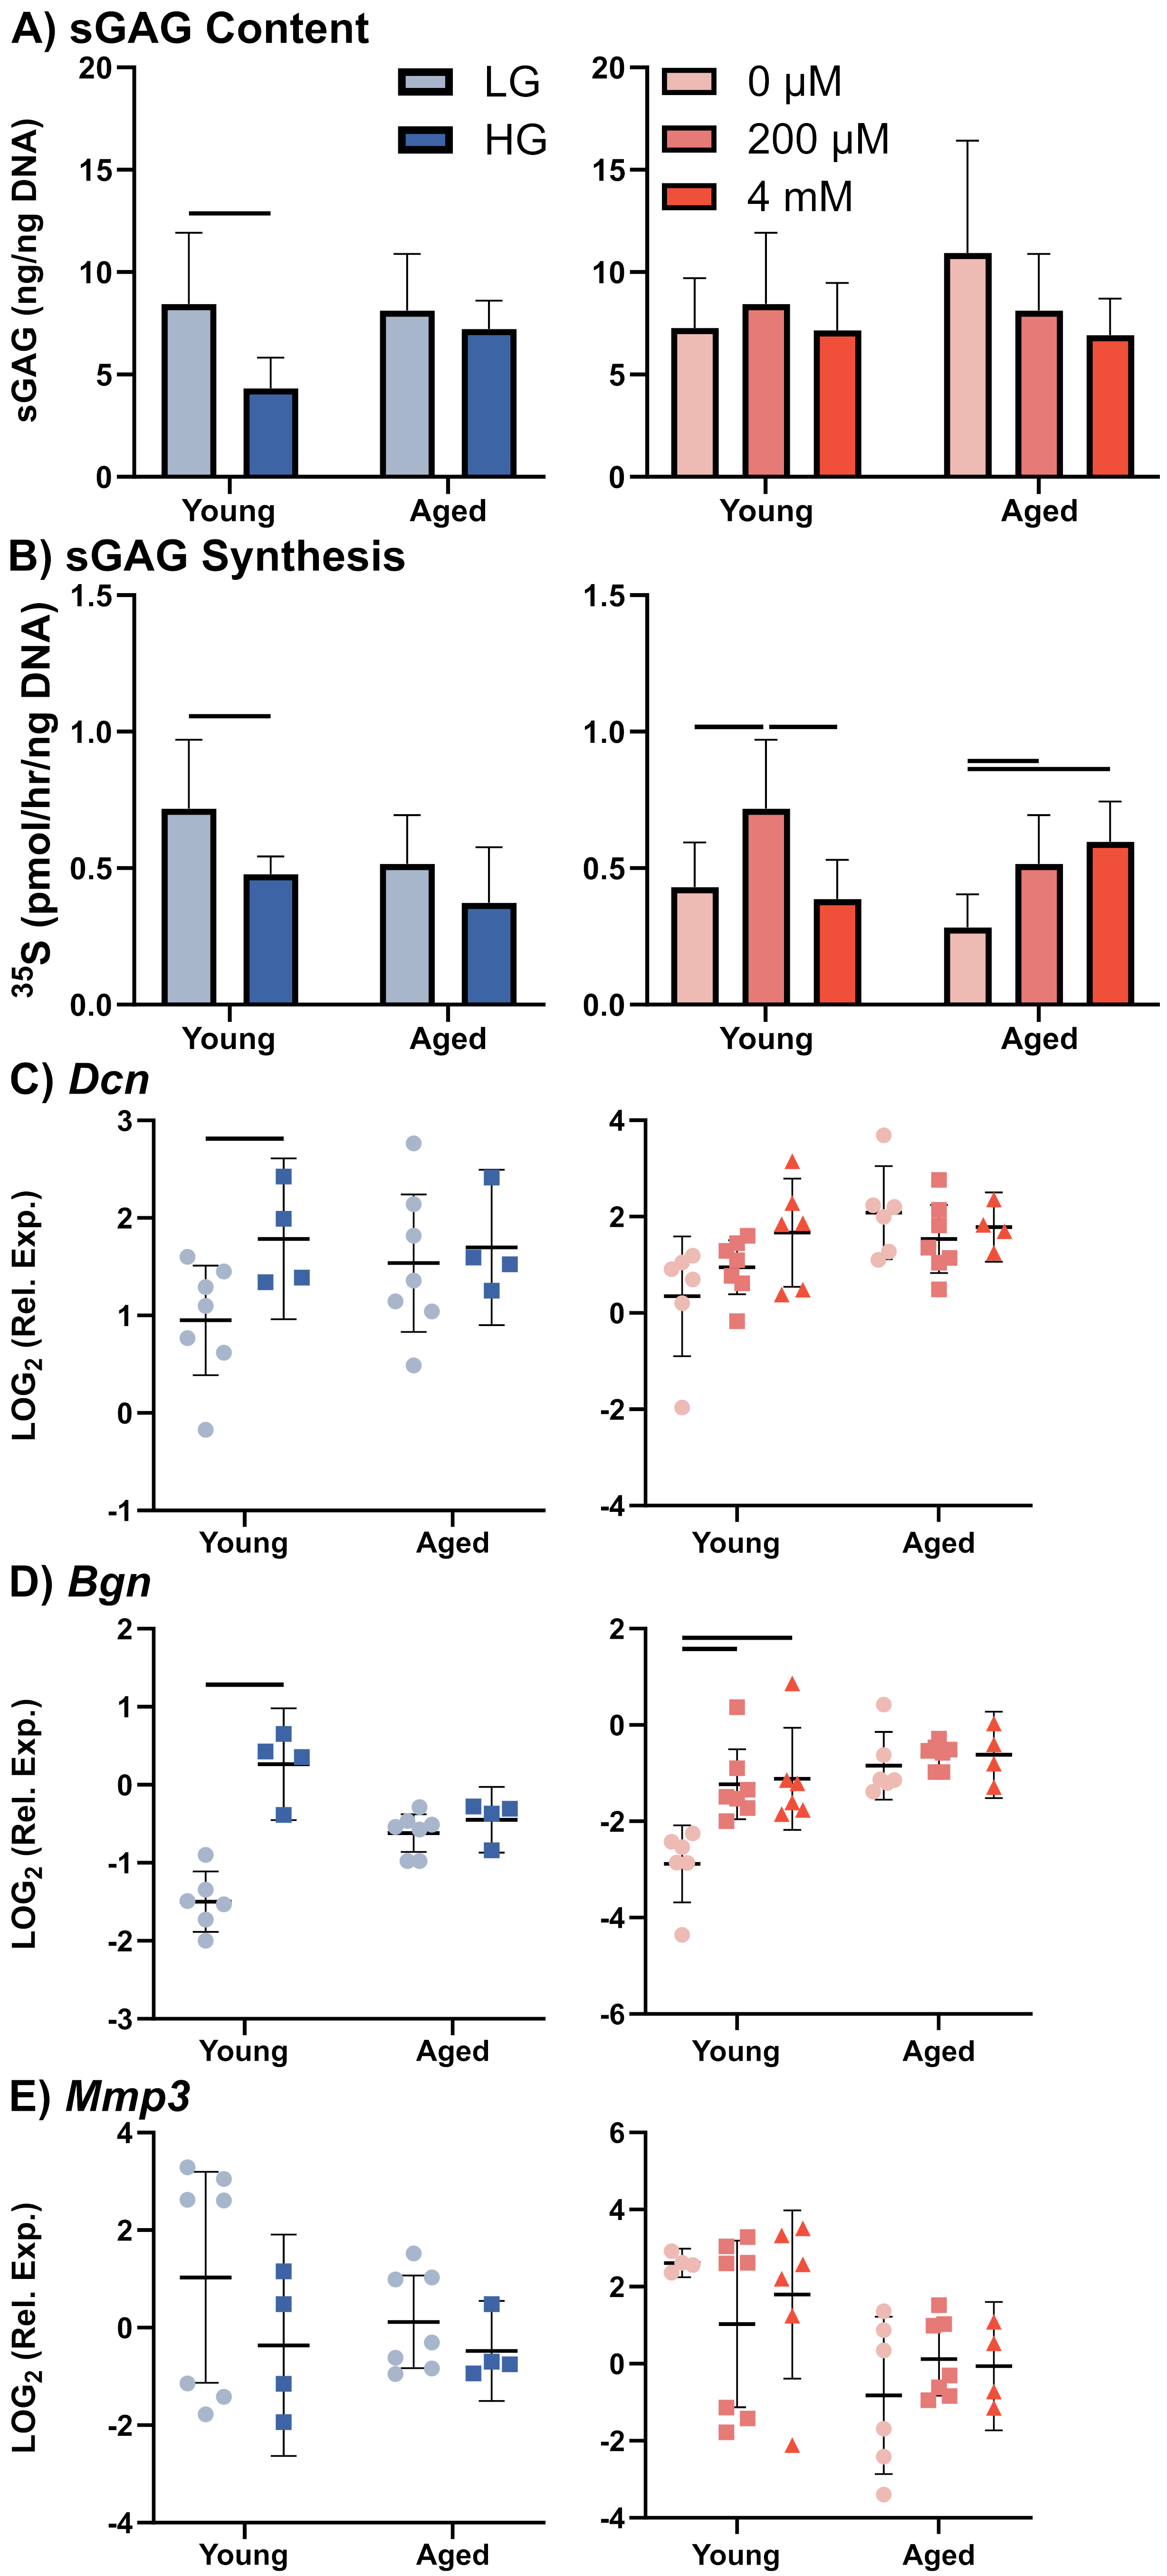 A) sGAG Content
sGAG (ng/ng DNA)
20
15
10
5
0
LG
HG
Young
Aged
20
15
10
5
0
0 µM
200 µM
4 mM
Young
Aged
B) sGAG Synthesis
³⁵S (pmol/hr/ng DNA)
1.5
1.0
0.5
0.0
Young
Aged
1.5
1.0
0.5
0.0
Young
Aged
C) Dcn
LOG₂ (Rel. Exp.)
3
2
1
0
-1
Young
Aged
4
2
0
-2
-4
Young
Aged
D) Bgn
LOG₂ (Rel. Exp.)
2
1
0
-1
-2
-3
Young
Aged
2
0
-2
-4
-6
Young
Aged
E) Mmp3
LOG₂ (Rel. Exp.)
4
2
0
-2
-4
Young
Aged
6
4
2
0
-2
-4
Young
Aged